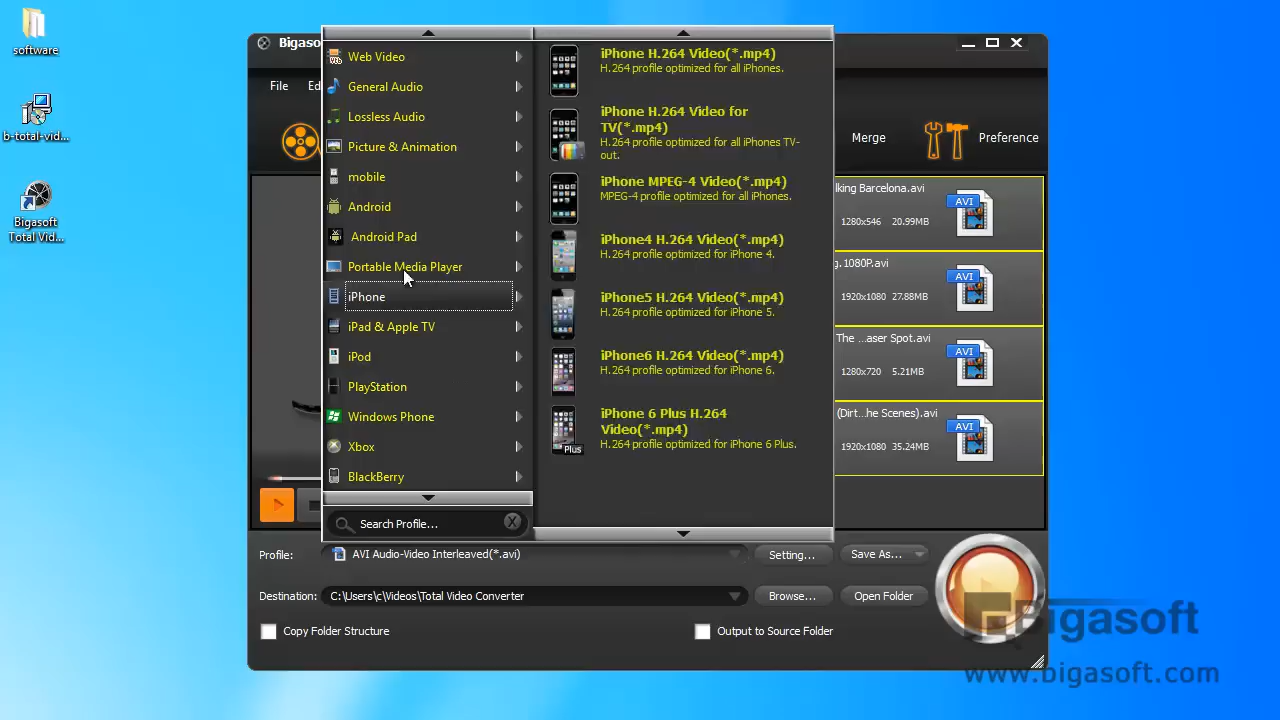 software
b-total-vid...
Bigasoft
Total Vid...
Bigaso
File
Ed
Merge
Preference
Web Video
General Audio
Lossless Audio
Picture & Animation
mobile
Android
Android Pad
Portable Media Player
iPhone
iPad & Apple TV
iPod
PlayStation
Windows Phone
Xbox
BlackBerry
Search Profile...
iPhone H.264 Video(*.mp4)
H.264 profile optimized for all iPhones.
iPhone H.264 Video for
TV(*.mp4)
H.264 profile optimized for all iPhones TV-
out.
iPhone MPEG-4 Video(*.mp4)
MPEG-4 profile optimized for all iPhones.
iPhone4 H.264 Video(*.mp4)
H.264 profile optimized for iPhone 4.
iPhone5 H.264 Video(*.mp4)
H.264 profile optimized for iPhone 5.
iPhone6 H.264 Video(*.mp4)
H.264 profile optimized for iPhone 6.
iPhone 6 Plus H.264
Video(*.mp4)
H.264 profile optimized for iPhone 6 Plus.
Plus
lking Barcelona.avi
1280x546 20.99MB
AVI
g.1080P.avi
1920x1080 27.88MB
AVI
The ...aser Spot.avi
1280x720 5.21MB
AVI
(Dirt...he Scenes).avi
1920x1080 35.24MB
AVI
Profile: AVI Audio-Video Interleaved(*.avi) Setting... Save As...
Destination: C:\Users\c\Videos\Total Video Converter Browse... Open Folder
Copy Folder Structure Output to Source Folder
Bigasoft
www.bigasoft.com